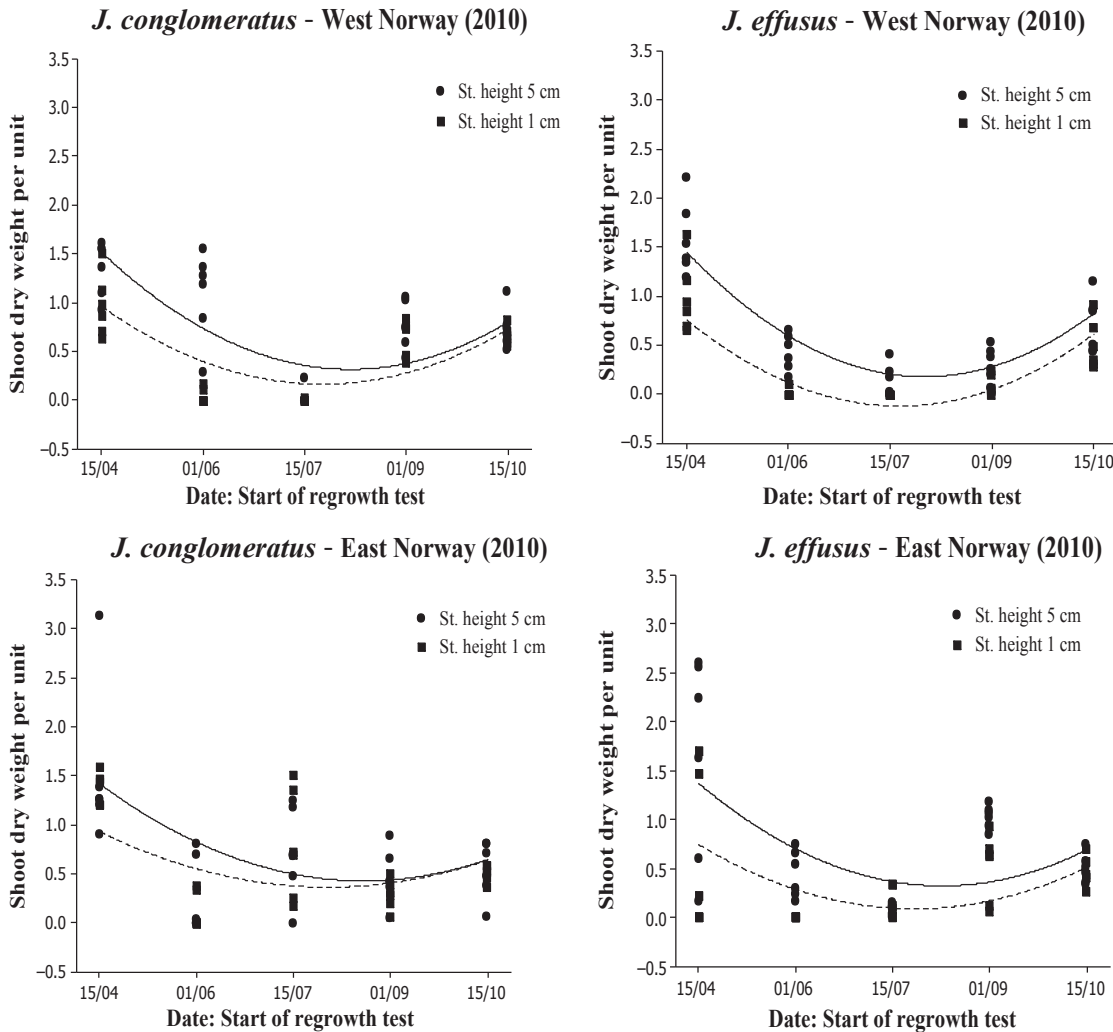 J. conglomeratus - West Norway (2010)
3.5
3.0
2.5
2.0
1.5
1.0
0.5
0.0
−0.5
Shoot dry weight per unit
St. height 5 cm
St. height 1 cm
15/04 01/06 15/07 01/09 15/10
Date: Start of regrowth test
J. effusus - West Norway (2010)
3.5
3.0
2.5
2.0
1.5
1.0
0.5
0.0
−0.5
Shoot dry weight per unit
St. height 5 cm
St. height 1 cm
15/04 01/06 15/07 01/09 15/10
Date: Start of regrowth test
J. conglomeratus - East Norway (2010)
3.5
3.0
2.5
2.0
1.5
1.0
0.5
0.0
−0.5
Shoot dry weight per unit
St. height 5 cm
St. height 1 cm
15/04 01/06 15/07 01/09 15/10
Date: Start of regrowth test
J. effusus - East Norway (2010)
3.5
3.0
2.5
2.0
1.5
1.0
0.5
0.0
−0.5
Shoot dry weight per unit
St. height 5 cm
St. height 1 cm
15/04 01/06 15/07 01/09 15/10
Date: Start of regrowth test